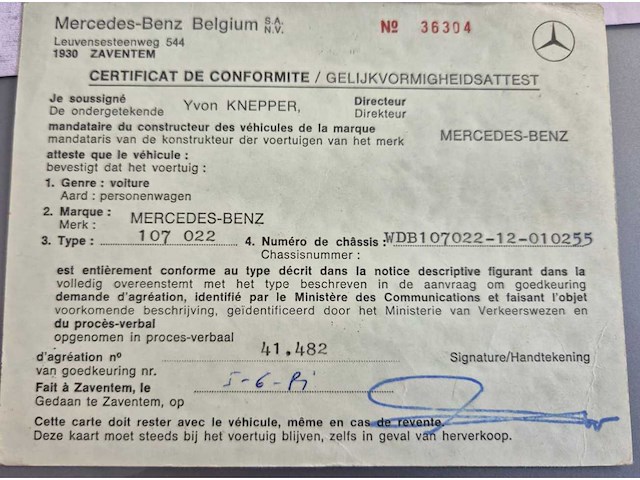 Mercedes-Benz Belgium S.A. N.V.
Leuvensesteenweg 544
1930 ZAVENTEM
Nº 36304
CERTIFICAT DE CONFORMITE / GELIJKVORMIGHEIDSATTEST
Je soussigné
De ondergetekende
Yvon KNEPPER,
Directeur
Direkteur
mandataire du constructeur des véhicules de la marque
mandataris van de konstrukteur der voertuigen van het merk
MERCEDES-BENZ
atteste que le véhicule :
bevestigt dat het voertuig :
1. Genre : voiture
Aard : personenwagen
2. Marque :
Merk :
MERCEDES-BENZ
3. Type : 107 022
4. Numéro de châssis : WDB107022-12-010255
Chassisnummer :
est entièrement conforme au type décrit dans la notice descriptive figurant dans la
volledig overeenstemt met het type beschreven in de aanvraag om goedkeuring
demande d'agréation, identifié par le Ministère des Communications et faisant l'objet
voorkomende beschrijving, geïdentificeerd door het Ministerie van Verkeerswezen en
du procès-verbal
opgenomen in proces-verbaal
d'agréation nº
van goedkeuring nr.
41.482
Signature/Handtekening
Fait à Zaventem, le
Gedaan te Zaventem, op
Cette carte doit rester avec le véhicule, même en cas de revente.
Deze kaart moet steeds bij het voertuig blijven, zelfs in geval van herverkoop.